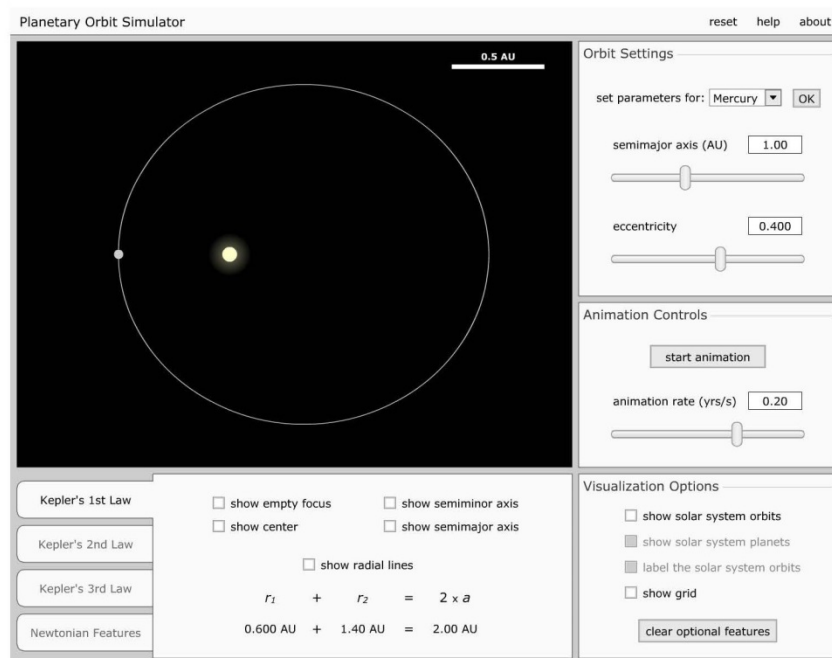 Planetary Orbit Simulator
reset help about
0.5 AU
Orbit Settings
set parameters for: Mercury OK
semimajor axis (AU) 1.00
eccentricity 0.400
Animation Controls
start animation
animation rate (yrs/s) 0.20
Kepler's 1st Law
Kepler's 2nd Law
Kepler's 3rd Law
Newtonian Features
show empty focus show semiminor axis
show center show semimajor axis
show radial lines
r₁ + r₂ = 2 x a
0.600 AU + 1.40 AU = 2.00 AU
Visualization Options
show solar system orbits
show solar system planets
label the solar system orbits
show grid
clear optional features